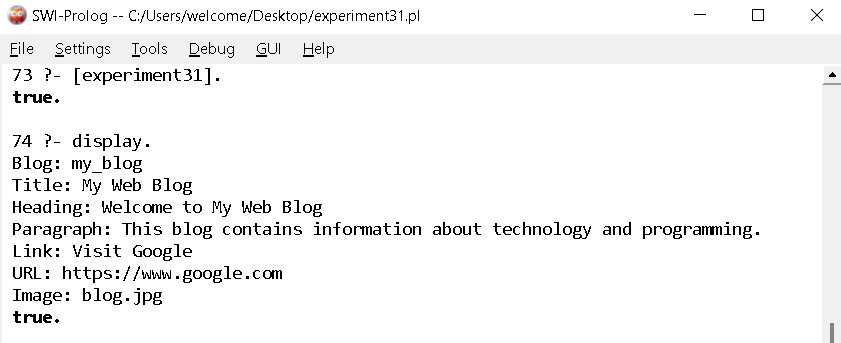 SWI-Prolog -- C:/Users/welcome/Desktop/experiment31.pl
File Settings Tools Debug GUI Help
73 ?- [experiment31].
true.
74 ?- display.
Blog: my_blog
Title: My Web Blog
Heading: Welcome to My Web Blog
Paragraph: This blog contains information about technology and programming.
Link: Visit Google
URL: https://www.google.com
Image: blog.jpg
true.